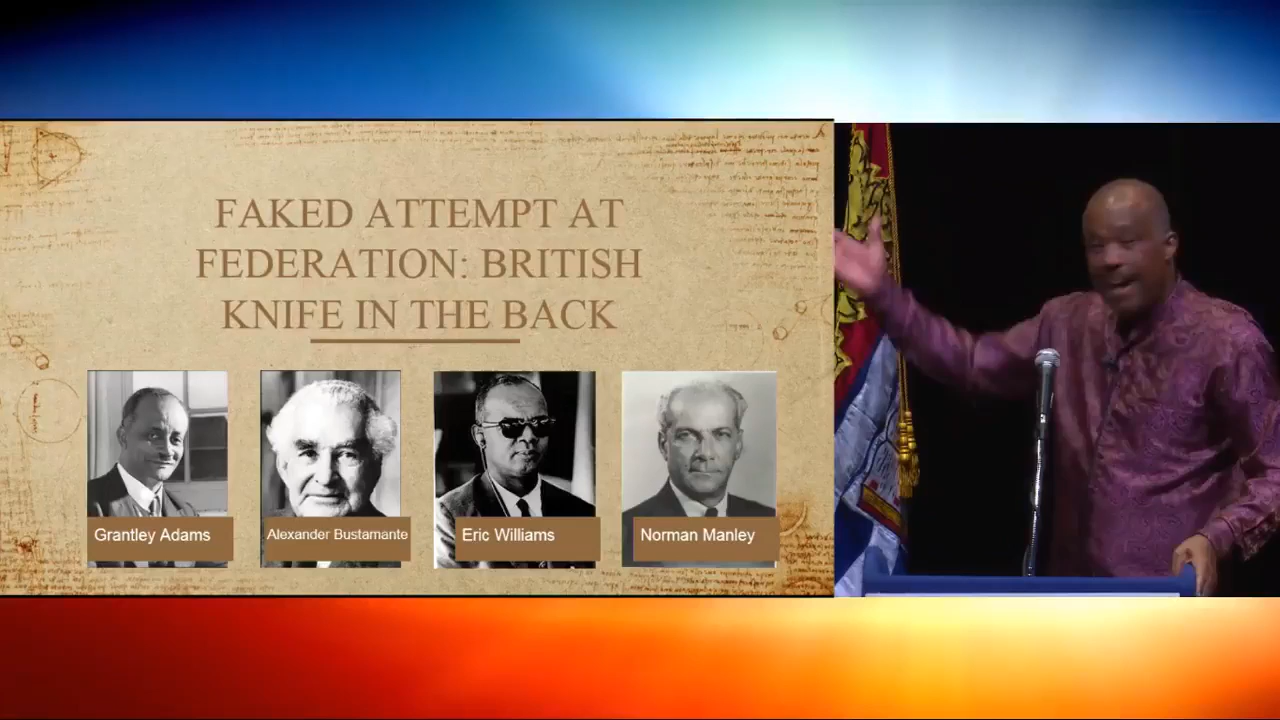 FAKED ATTEMPT AT
FEDERATION: BRITISH
KNIFE IN THE BACK
Grantley Adams
Alexander Bustamante
Eric Williams
Norman Manley